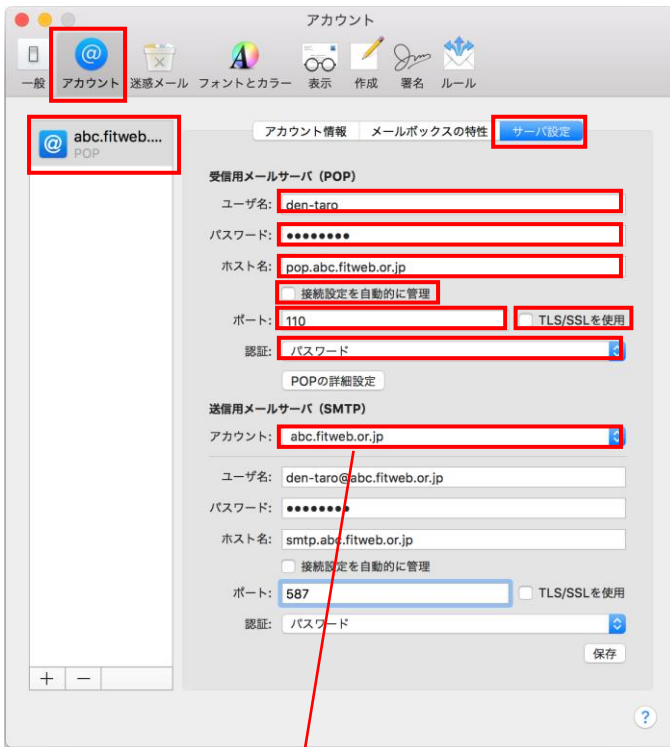 アカウント
一般 アカウント 迷惑メール フォントとカラー 表示 作成 署名 ルール
abc.fitweb....
POP
アカウント情報 メールボックスの特性 サーバ設定
受信用メールサーバ (POP)
ユーザ名: den-taro
パスワード: ●●●●●●●●
ホスト名: pop.abc.fitweb.or.jp
接続設定を自動的に管理
ポート: 110 TLS/SSLを使用
認証: パスワード
POPの詳細設定
送信用メールサーバ (SMTP)
アカウント: abc.fitweb.or.jp
ユーザ名: den-taro@abc.fitweb.or.jp
パスワード: ●●●●●●●●
ホスト名: smtp.abc.fitweb.or.jp
接続設定を自動的に管理
ポート: 587 TLS/SSLを使用
認証: パスワード
保存
+ −
?